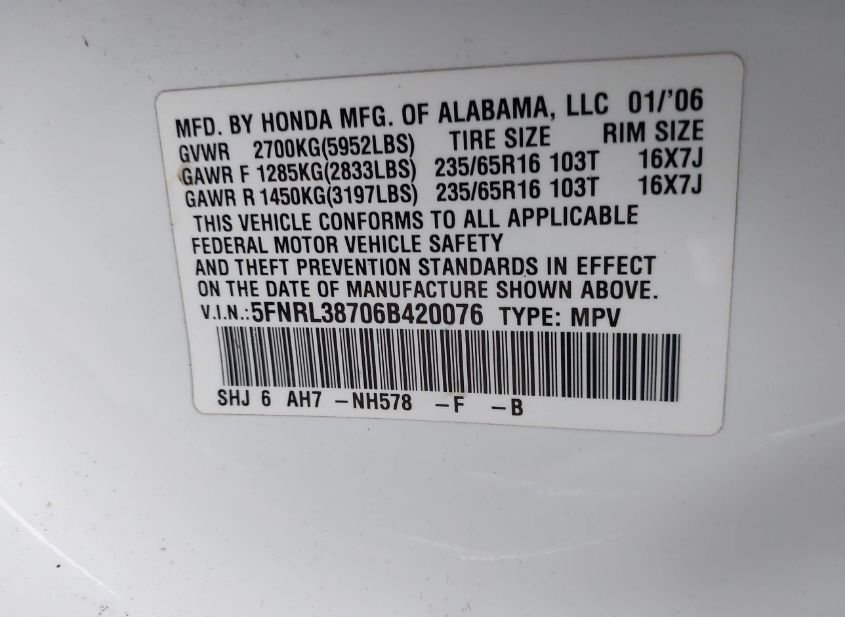 MFD. BY HONDA MFG. OF ALABAMA, LLC 01/'06
GVWR 2700KG(5952LBS) TIRE SIZE RIM SIZE
GAWR F 1285KG(2833LBS) 235/65R16 103T 16X7J
GAWR R 1450KG(3197LBS) 235/65R16 103T 16X7J
THIS VEHICLE CONFORMS TO ALL APPLICABLE
FEDERAL MOTOR VEHICLE SAFETY
AND THEFT PREVENTION STANDARDS IN EFFECT
ON THE DATE OF MANUFACTURE SHOWN ABOVE.
V.I.N.:5FNRL38706B420076 TYPE: MPV
SHJ 6 AH7 –NH578 –F –B